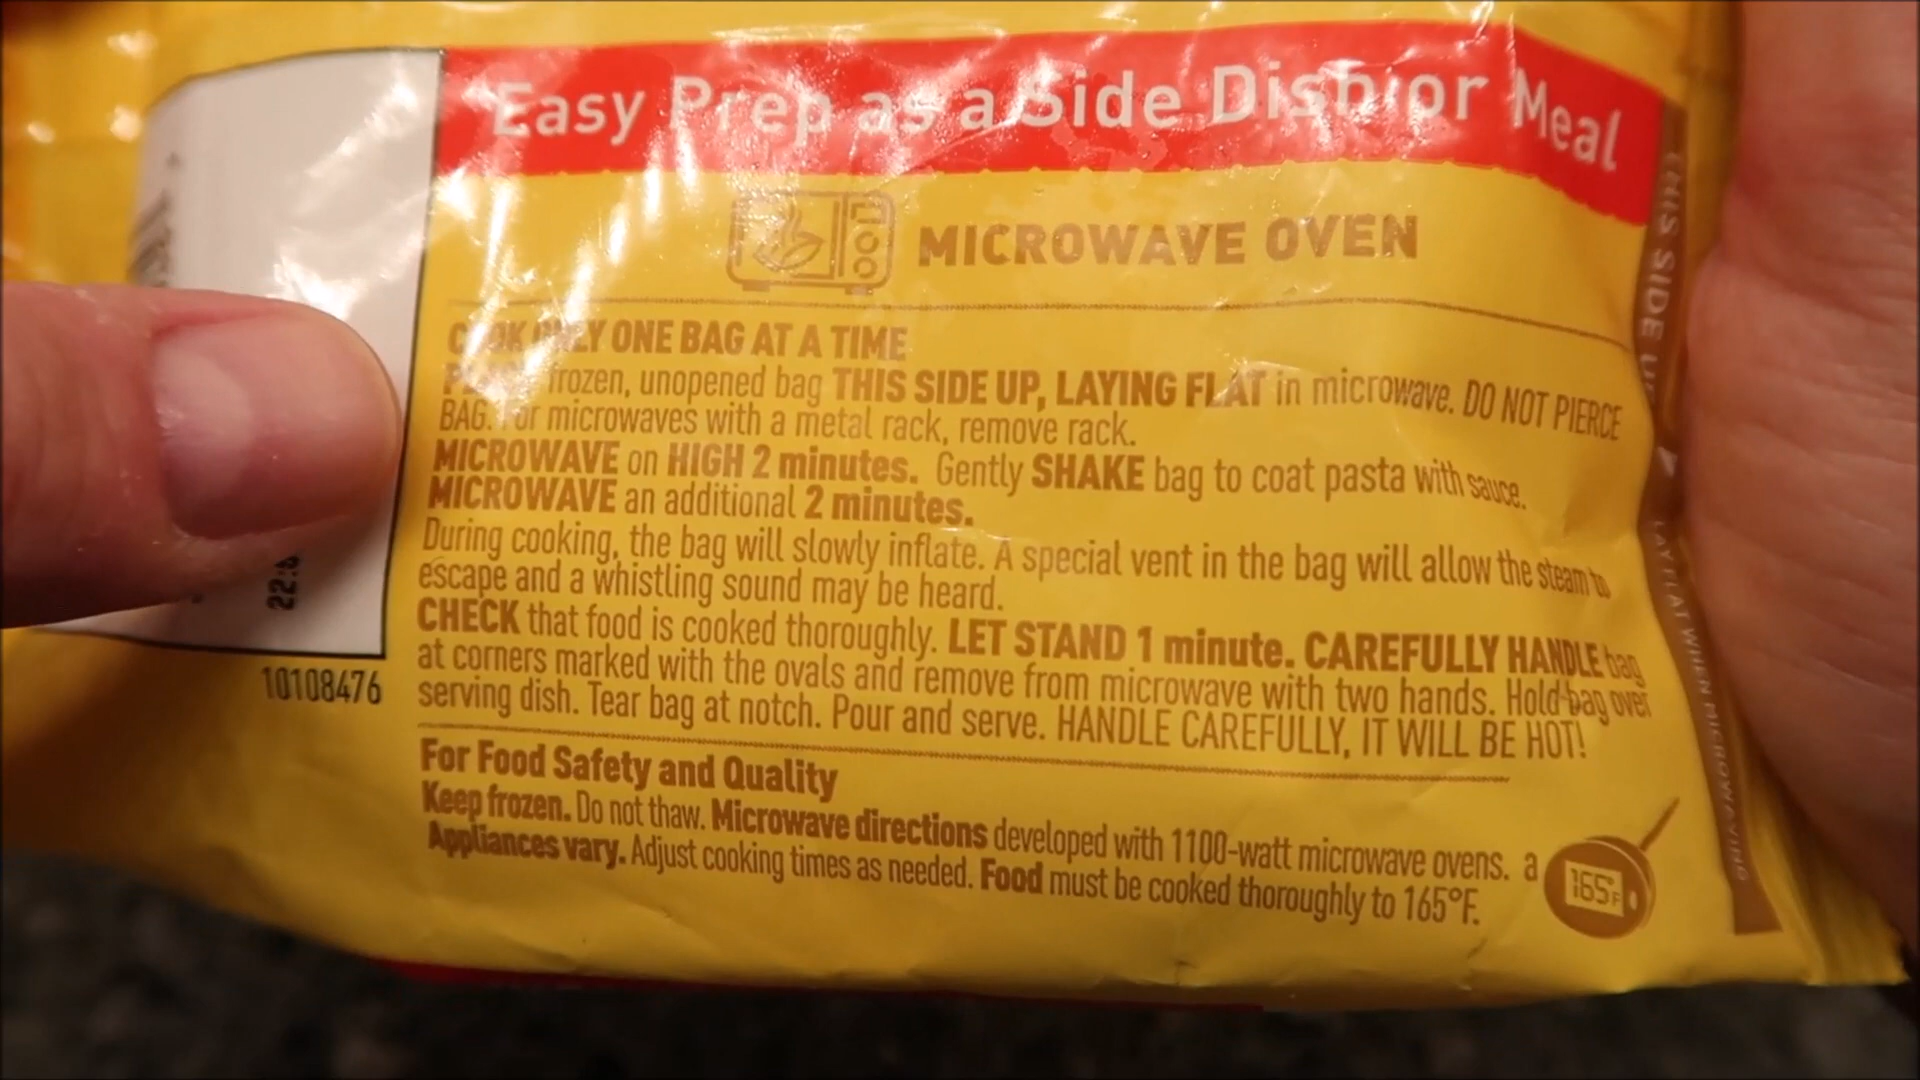 Easy Prep as a Side Dish or Meal
MICROWAVE OVEN
COOK ONLY ONE BAG AT A TIME
frozen, unopened bag THIS SIDE UP, LAYING FLAT in microwave. DO NOT PIERCE
BAG. For microwaves with a metal rack, remove rack.
MICROWAVE on HIGH 2 minutes. Gently SHAKE bag to coat pasta with sauce.
MICROWAVE an additional 2 minutes.
During cooking, the bag will slowly inflate. A special vent in the bag will allow the steam to
escape and a whistling sound may be heard.
CHECK that food is cooked thoroughly. LET STAND 1 minute. CAREFULLY HANDLE bag
at corners marked with the ovals and remove from microwave with two hands. Hold bag over
serving dish. Tear bag at notch. Pour and serve. HANDLE CAREFULLY, IT WILL BE HOT!
For Food Safety and Quality
Keep frozen. Do not thaw. Microwave directions developed with 1100-watt microwave ovens. a
Appliances vary. Adjust cooking times as needed. Food must be cooked thoroughly to 165°F.
165°F
10108476
THIS SIDE UP
LAY FLAT WHEN MICROWAVING